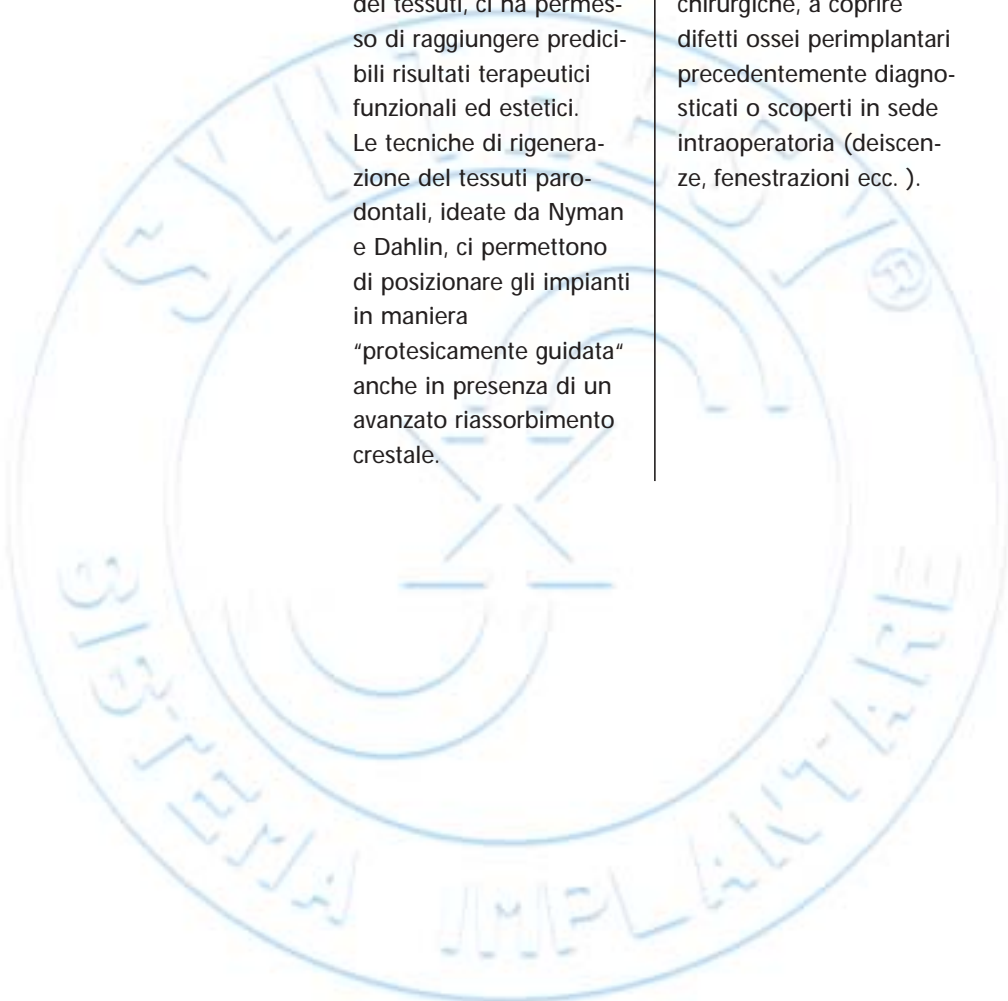 dei tessuti, ci ha permes-
so di raggiungere predici-
bili risultati terapeutici
funzionali ed estetici.
Le tecniche di rigenera-
zione del tessuti paro-
dontali, ideate da Nyman
e Dahlin, ci permettono
di posizionare gli impianti
in maniera
“protesicamente guidata“
anche in presenza di un
avanzato riassorbimento
crestale.
chirurgiche, a coprire
difetti ossei perimplantari
precedentemente diagno-
sticati o scoperti in sede
intraoperatoria (deiscen-
ze, fenestrazioni ecc. ).
SISTEMA IMPLANTARE